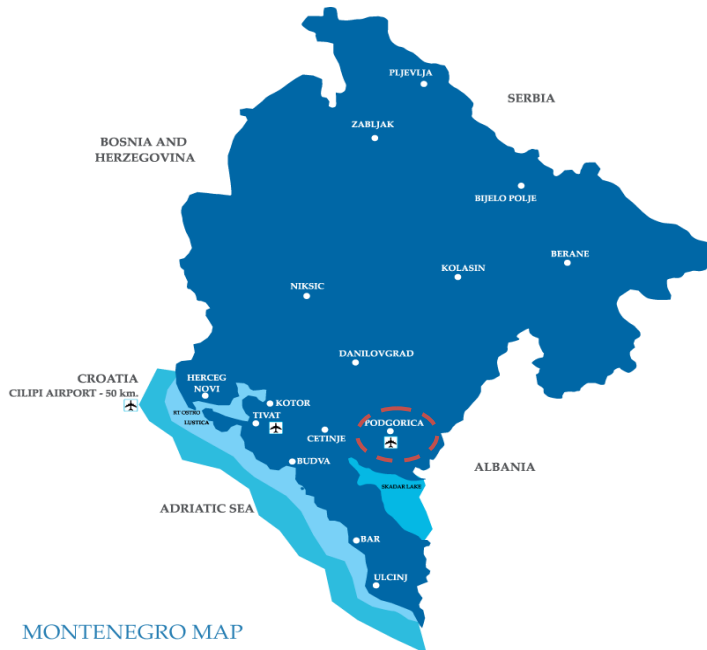 PLJEVLJA
SERBIA
ZABLJAK
BOSNIA AND
HERZEGOVINA
BIJELO POLJE
BERANE
KOLASIN
NIKSIC
DANILOVGRAD
CROATIA
CILIPI AIRPORT - 50 km.
HERCEG
NOVI
KOTOR
RT OSTRO
LUSTICA
TIVAT
CETINJE
PODGORICA
BUDVA
ALBANIA
SKADAR LAKE
ADRIATIC SEA
BAR
ULCINJ
MONTENEGRO MAP